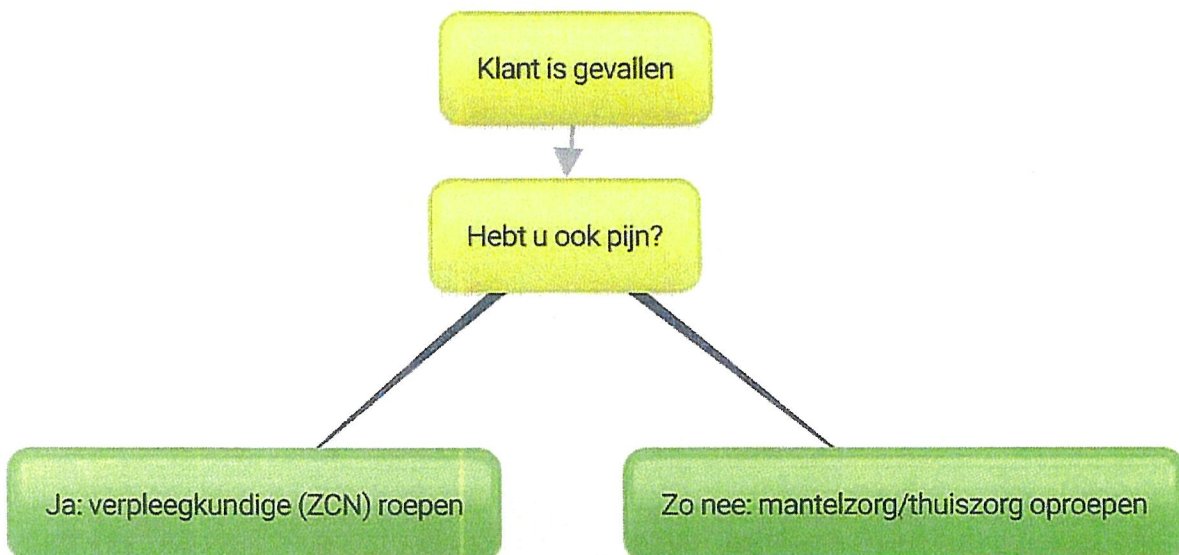 Klant is gevallen
Hebt u ook pijn?
Ja: verpleegkundige (ZCN) roepen
Zo nee: mantelzorg/thuiszorg oproepen